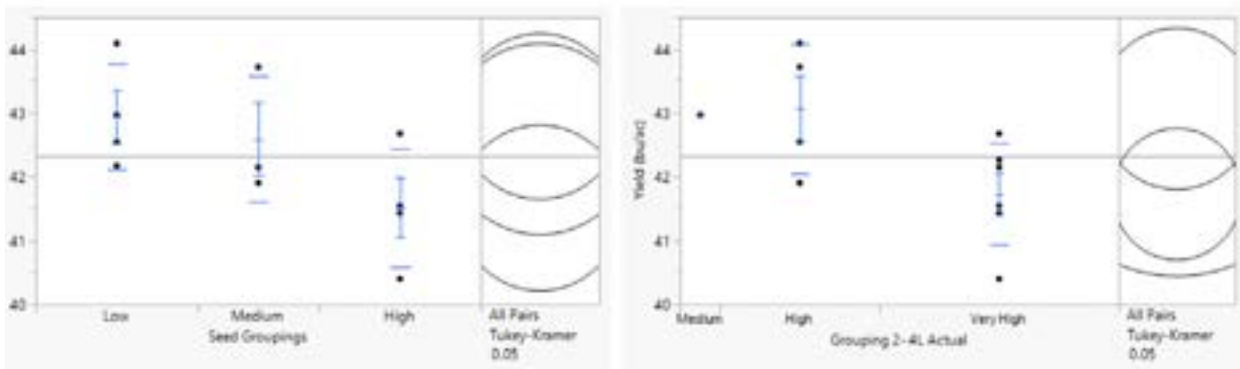 44
43
42
41
40
Low Medium High
Seed Groupings
All Pairs
Tukey-Kramer
0.05
Yield (bu/ac)
44
43
42
41
40
Medium High Very High
Grouping 2-4L Actual
All Pairs
Tukey-Kramer
0.05